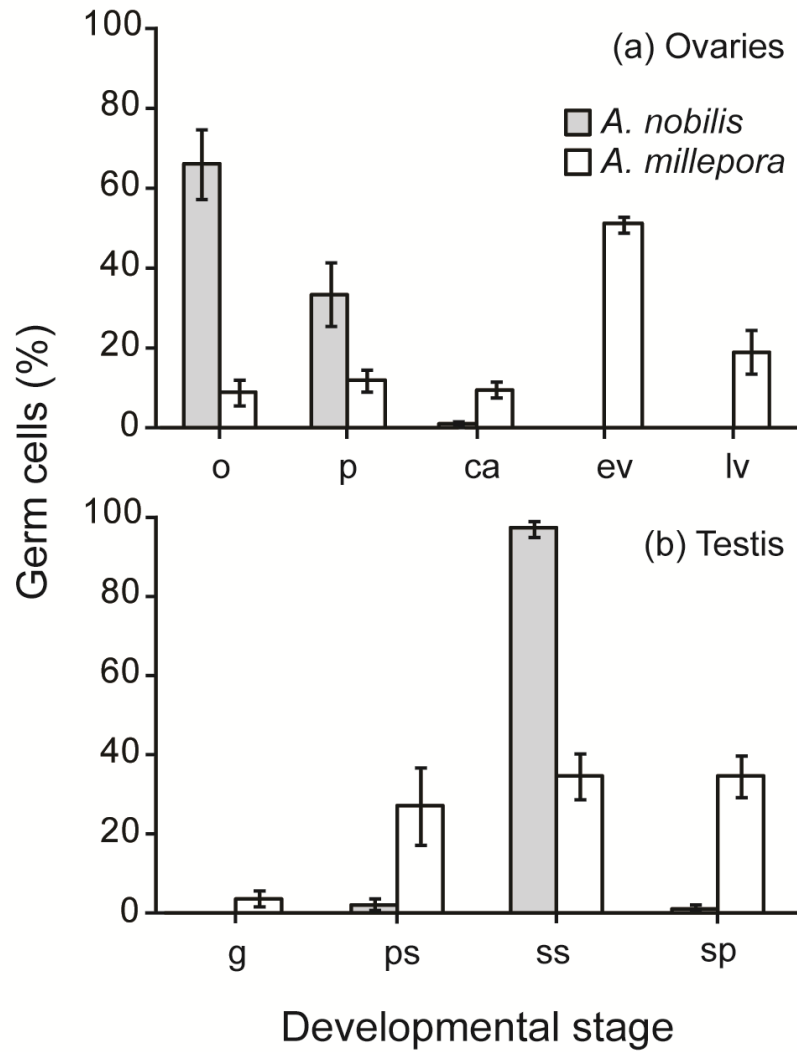 (a) Ovaries
A. nobilis
A. millepora
100
80
60
40
20
0
o p ca ev lv
Germ cells (%)
(b) Testis
100
80
60
40
20
0
g ps ss sp
Developmental stage